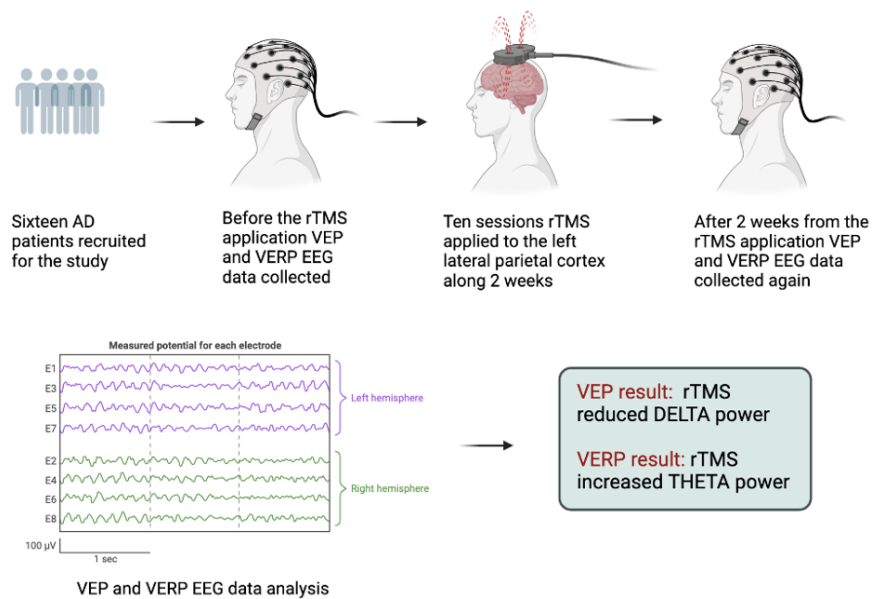 Sixteen AD
patients recruited
for the study
Before the rTMS
application VEP
and VERP EEG
data collected
Ten sessions rTMS
applied to the left
lateral parietal cortex
along 2 weeks
After 2 weeks from the
rTMS application VEP
and VERP EEG data
collected again
Measured potential for each electrode
E1
E3
E5
E7
Left hemisphere
E2
E4
E6
E8
Right hemisphere
100 μV
1 sec
VEP and VERP EEG data analysis
VEP result: rTMS
reduced DELTA power
VERP result: rTMS
increased THETA power